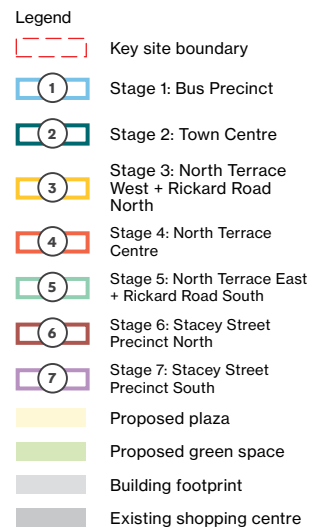 Legend
Key site boundary
1 Stage 1: Bus Precinct
2 Stage 2: Town Centre
3 Stage 3: North Terrace
West + Rickard Road
North
4 Stage 4: North Terrace
Centre
5 Stage 5: North Terrace East
+ Rickard Road South
6 Stage 6: Stacey Street
Precinct North
7 Stage 7: Stacey Street
Precinct South
Proposed plaza
Proposed green space
Building footprint
Existing shopping centre